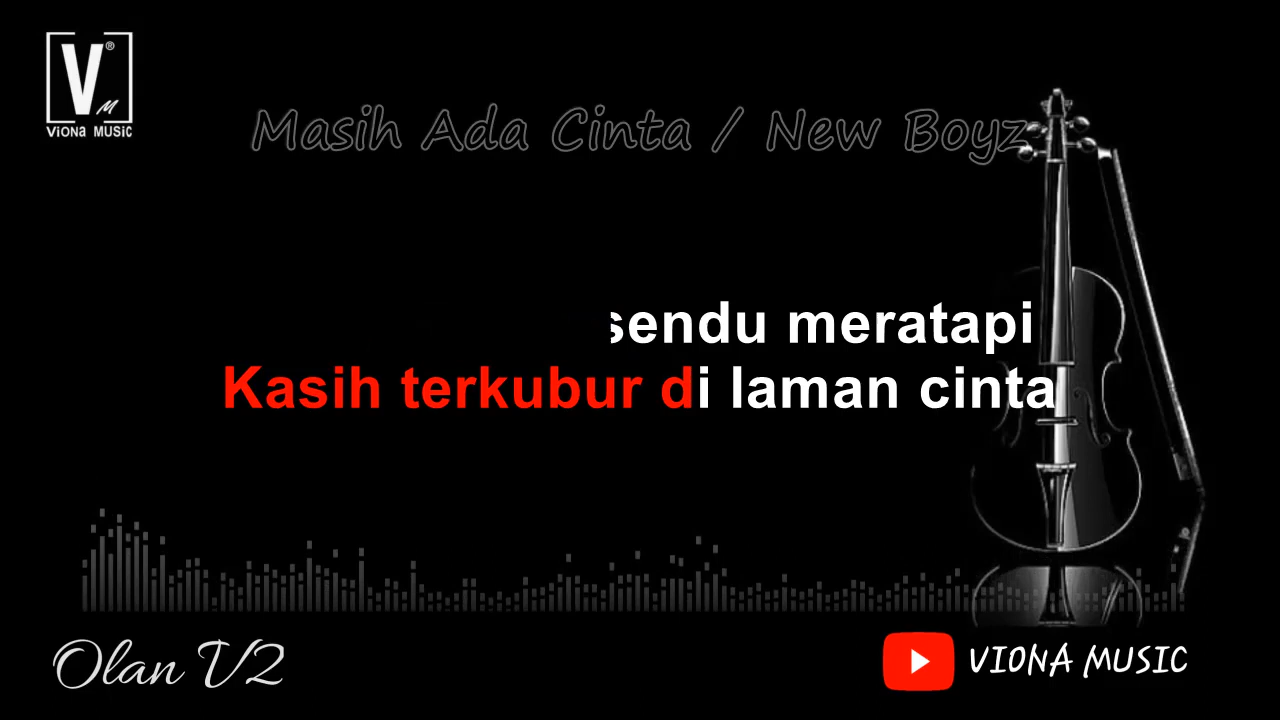 V®
M
VIONA MUSIC
Masih Ada Cinta / New Boyz
sendu meratapi
Kasih terkubur di laman cinta
Olan V2
VIONA MUSIC